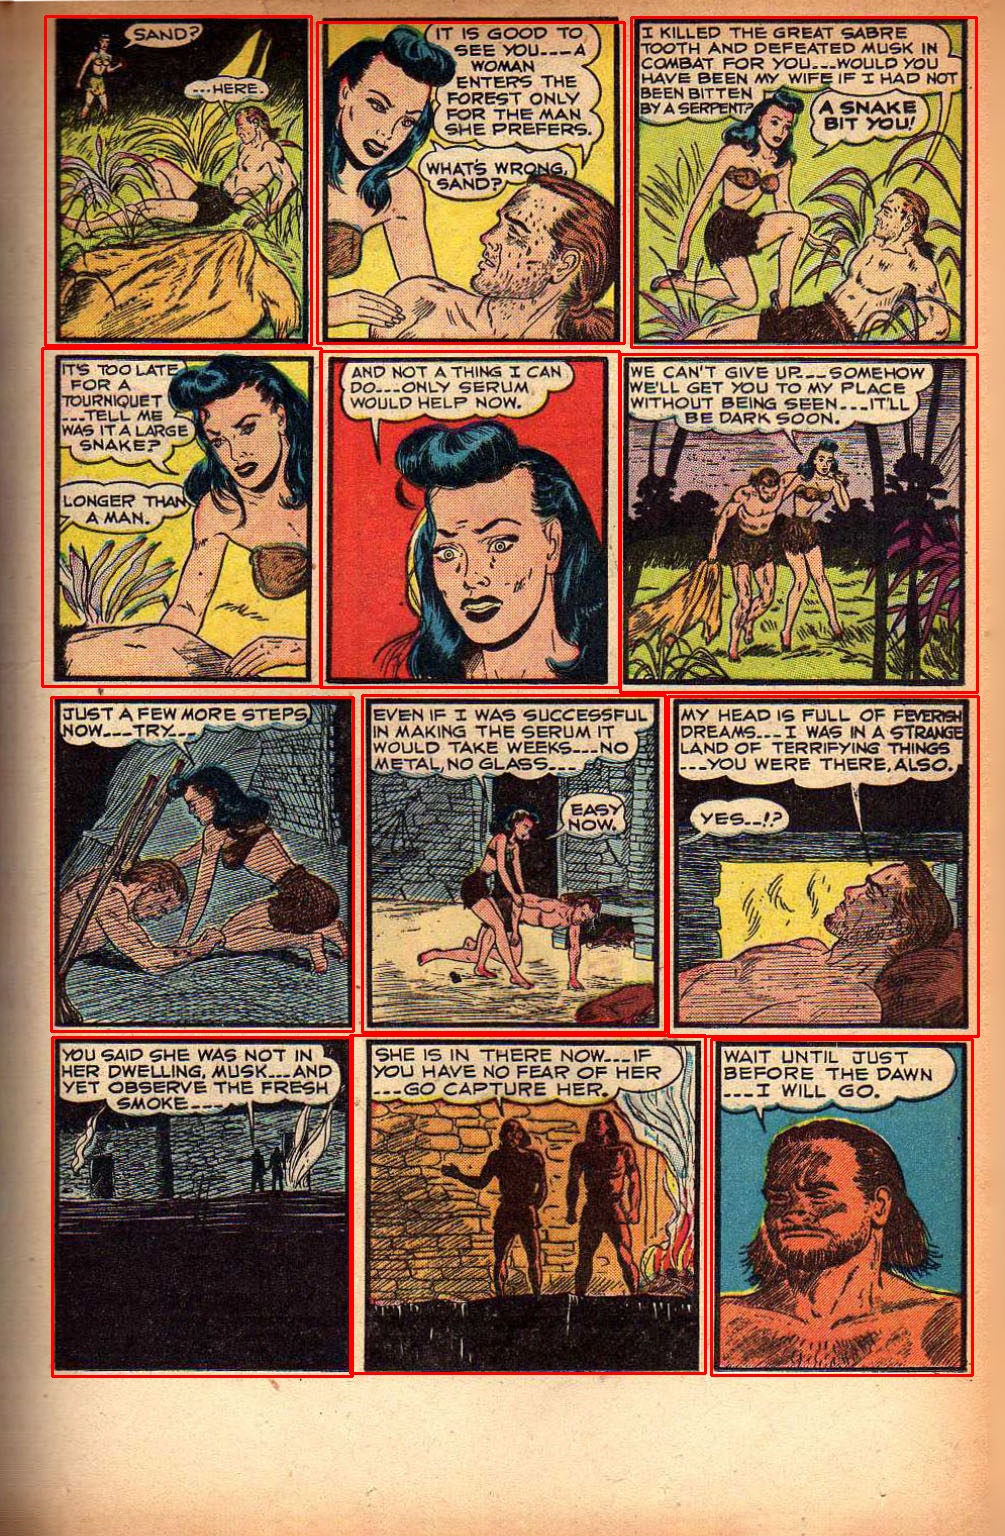 SAND?
...HERE.
IT IS GOOD TO
SEE YOU----A
WOMAN
ENTERS THE
FOREST ONLY
FOR THE MAN
SHE PREFERS.
WHAT'S WRONG,
SAND?
I KILLED THE GREAT SABRE
TOOTH AND DEFEATED MUSK IN
COMBAT FOR YOU...WOULD YOU
HAVE BEEN MY WIFE IF I HAD NOT
BEEN BITTEN
BY A SERPENT?
A SNAKE
BIT YOU!
IT'S TOO LATE
FOR A
TOURNIQUET
...TELL ME
WAS IT A LARGE
SNAKE?
LONGER THAN
A MAN.
AND NOT A THING I CAN
DO---ONLY SERUM
WOULD HELP NOW.
WE CAN'T GIVE UP---SOMEHOW
WE'LL GET YOU TO MY PLACE
WITHOUT BEING SEEN---IT'LL
BE DARK SOON.
JUST A FEW MORE STEPS
NOW---TRY---
EVEN IF I WAS SUCCESSFUL
IN MAKING THE SERUM IT
WOULD TAKE WEEKS---NO
METAL, NO GLASS---
EASY
NOW.
MY HEAD IS FULL OF FEVERISH
DREAMS---I WAS IN A STRANGE
LAND OF TERRIFYING THINGS
---YOU WERE THERE, ALSO.
YES--!?
YOU SAID SHE WAS NOT IN
HER DWELLING, MUSK---AND
YET OBSERVE THE FRESH
SMOKE---
SHE IS IN THERE NOW---IF
YOU HAVE NO FEAR OF HER
---GO CAPTURE HER.
WAIT UNTIL JUST
BEFORE THE DAWN
---I WILL GO.